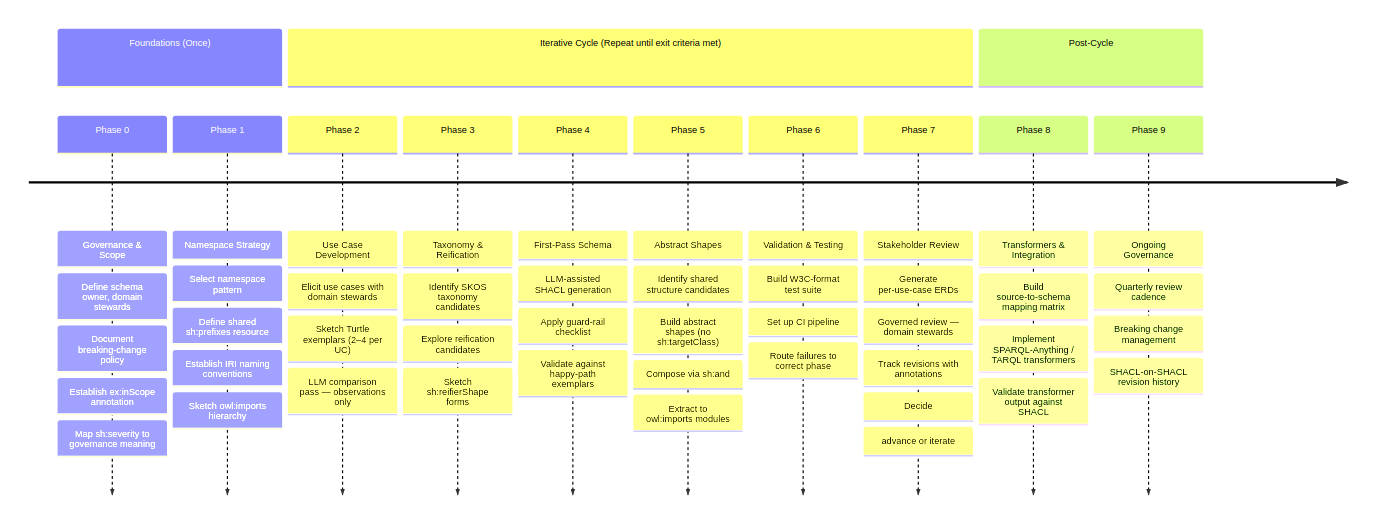 Foundations (Once)
Iterative Cycle (Repeat until exit criteria met)
Post-Cycle
Phase 0
Phase 1
Phase 2
Phase 3
Phase 4
Phase 5
Phase 6
Phase 7
Phase 8
Phase 9
Governance &
Scope
Define schema
owner, domain
stewards
Document
breaking-change
policy
Establish ex:inScope
annotation
Map sh:severity to
governance meaning
Namespace Strategy
Select namespace
pattern
Define shared
sh:prefixes resource
Establish IRI naming
conventions
Sketch owl:imports
hierarchy
Use Case
Development
Elicit use cases with
domain stewards
Sketch Turtle
exemplars (2–4 per
UC)
LLM comparison
pass — observations
only
Taxonomy &
Reification
Identify SKOS
taxonomy
candidates
Explore reification
candidates
Sketch
sh:reifierShape
forms
First-Pass Schema
LLM-assisted
SHACL generation
Apply guard-rail
checklist
Validate against
happy-path
exemplars
Abstract Shapes
Identify shared
structure candidates
Build abstract
shapes (no
sh:targetClass)
Compose via sh:and
Extract to
owl:imports modules
Validation & Testing
Build W3C-format
test suite
Set up CI pipeline
Route failures to
correct phase
Stakeholder Review
Generate
per-use-case ERDs
Governed review —
domain stewards
Track revisions with
annotations
Decide
advance or iterate
Transformers &
Integration
Build
source-to-schema
mapping matrix
Implement
SPARQL-Anything /
TARQL transformers
Validate transformer
output against
SHACL
Ongoing
Governance
Quarterly review
cadence
Breaking change
management
SHACL-on-SHACL
revision history